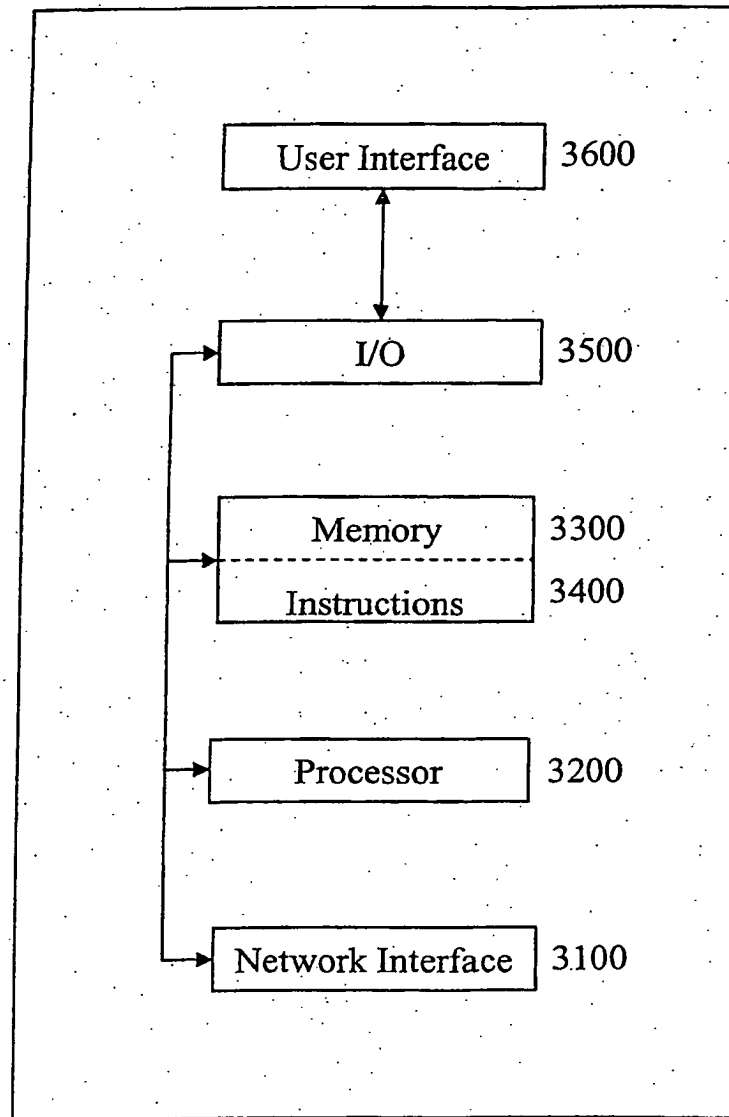 User Interface 3600
I/O 3500
Memory 3300
Instructions 3400
Processor 3200
Network Interface 3100